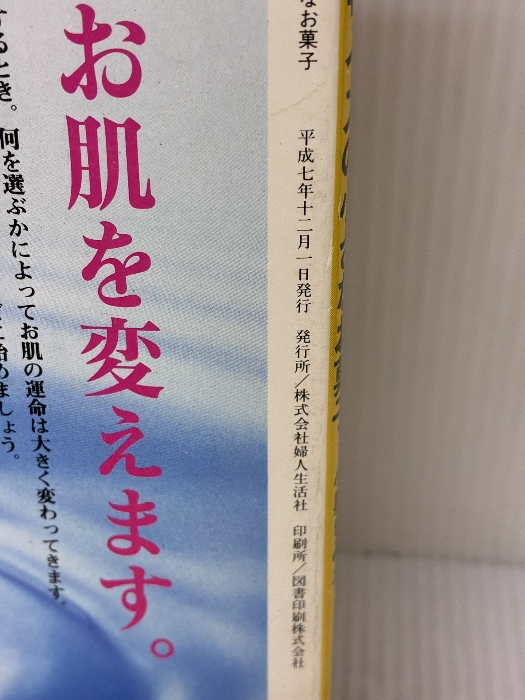 なお菓子
平成七年十二月一日発行 発行所／株式会社婦人生活社 印刷所／図書印刷株式会社
お肌を変えます。
するとき。何を選ぶかによってお肌の運命は大きく変わってきます。
始めましょう。